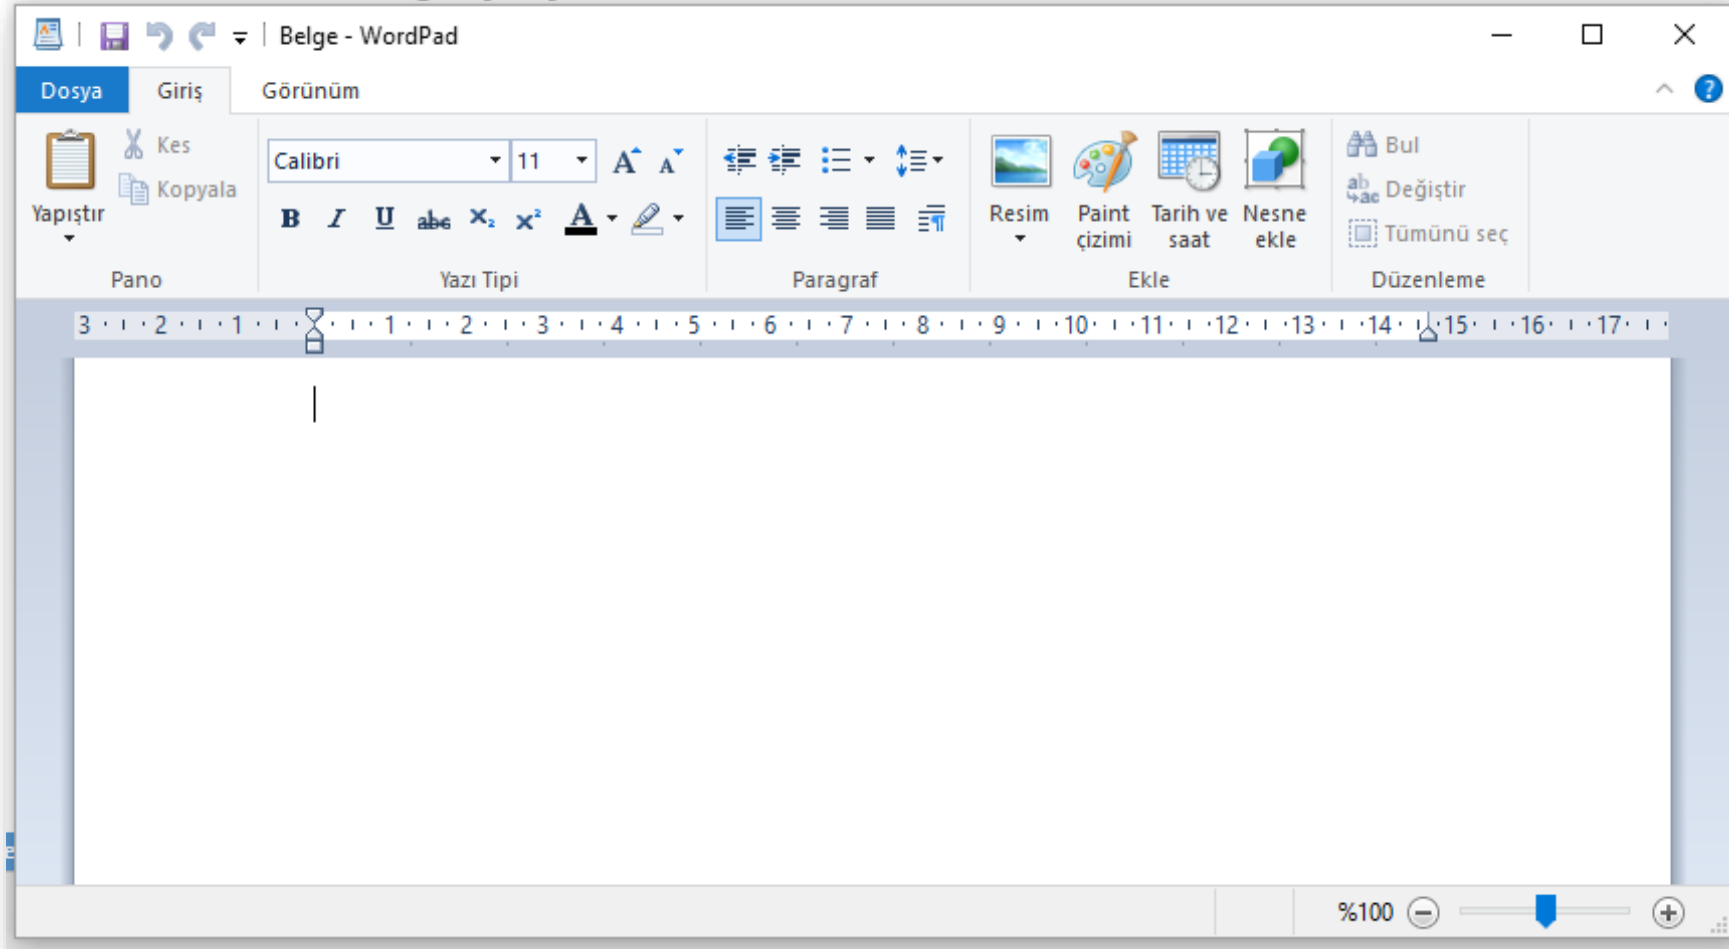 Belge - WordPad
Dosya Giriş Görünüm
Yapıştır
Kes
Kopyala
Pano
Calibri 11
B I U abc X₂ x² A
Yazı Tipi
Paragraf
Resim
Paint çizimi
Tarih ve saat
Nesne ekle
Ekle
Bul
Değiştir
Tümünü seç
Düzenleme
3 2 1 1 2 3 4 5 6 7 8 9 10 11 12 13 14 15 16 17
%100